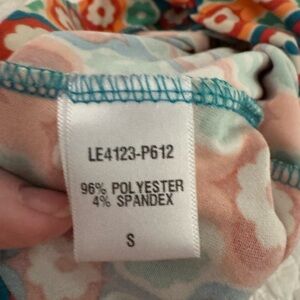 LE4123-P612
96% POLYESTER
4% SPANDEX
S